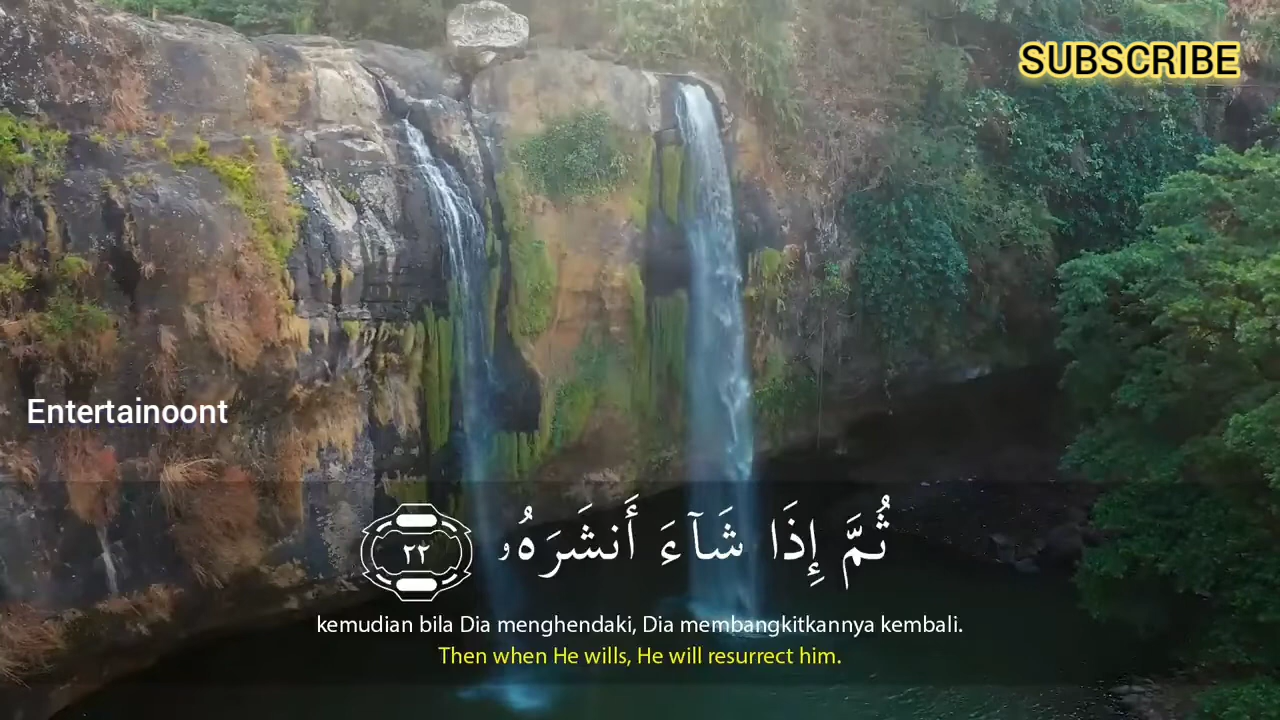 SUBSCRIBE
Entertainoont
ثُمَّ إِذَا شَآءَ أَنشَرَهُۥ ٢٢
kemudian bila Dia menghendaki, Dia membangkitkannya kembali.
Then when He wills, He will resurrect him.